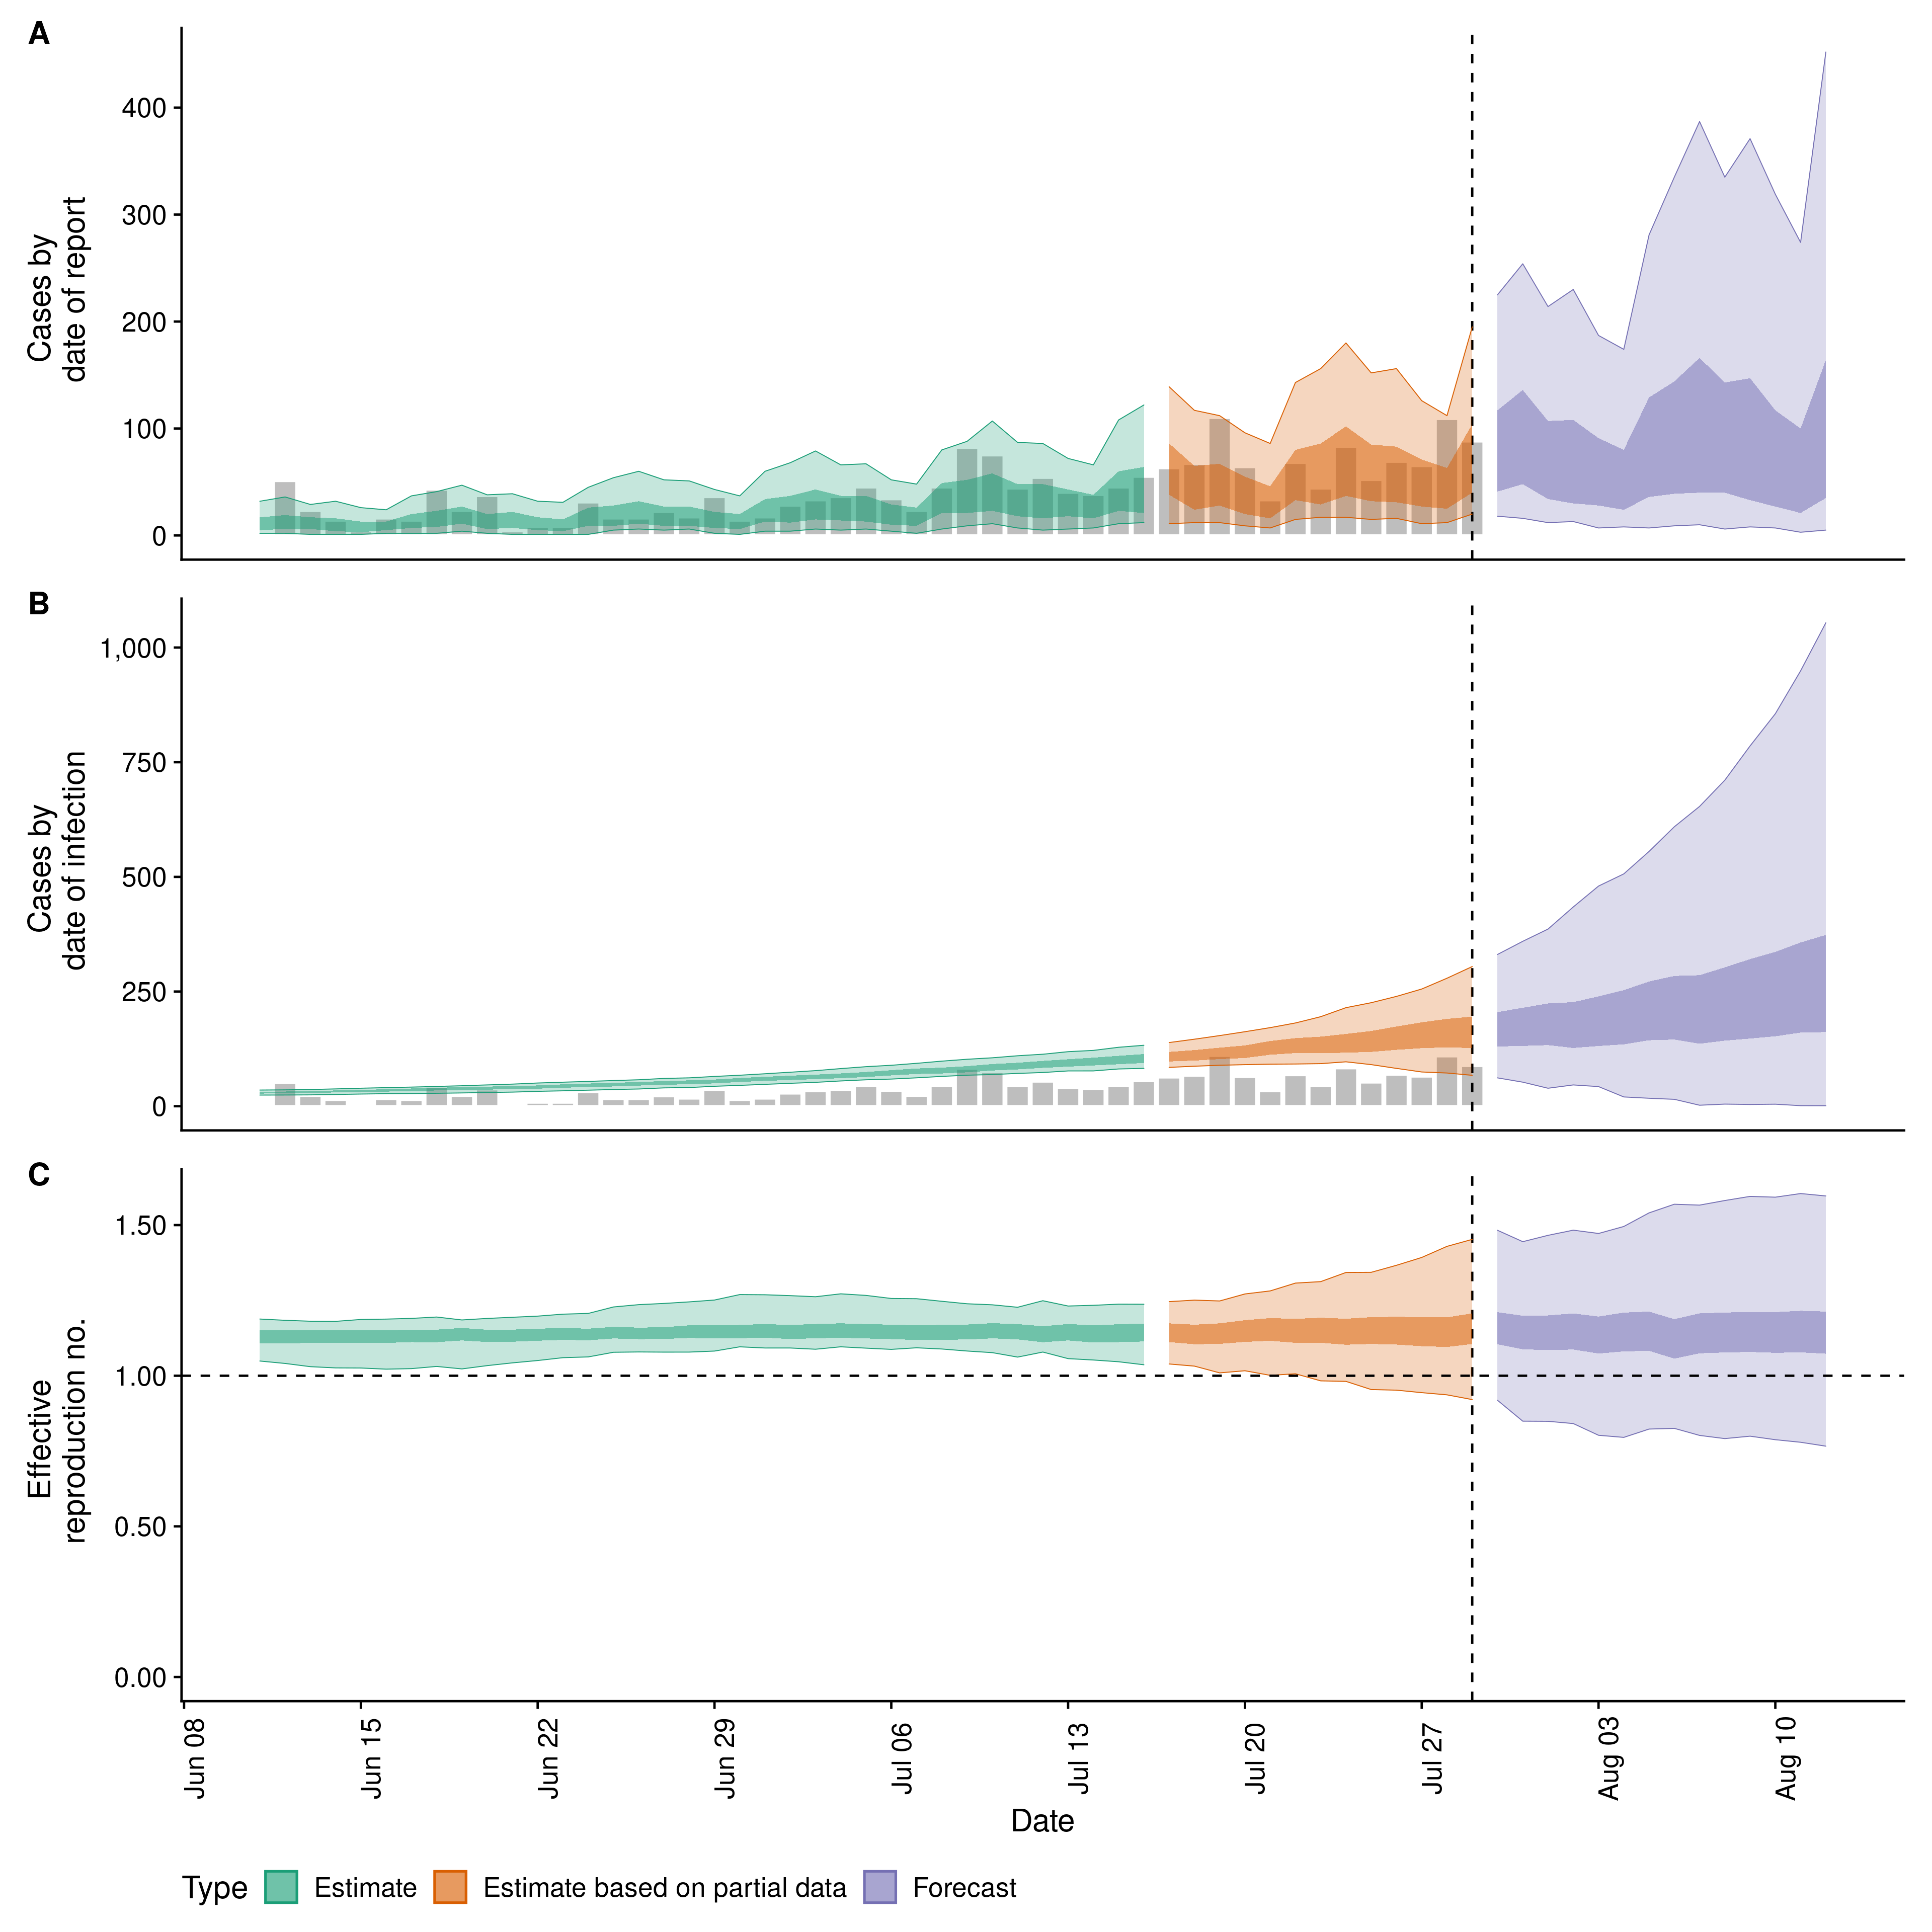 A
400
300
200
100
0
Cases by
date of report
B
1,000
750
500
250
0
Cases by
date of infection
C
1.50
1.00
0.50
0.00
Effective
reproduction no.
Jun 08
Jun 15
Jun 22
Jun 29
Jul 06
Jul 13
Jul 20
Jul 27
Aug 03
Aug 10
Date
Type Estimate Estimate based on partial data Forecast